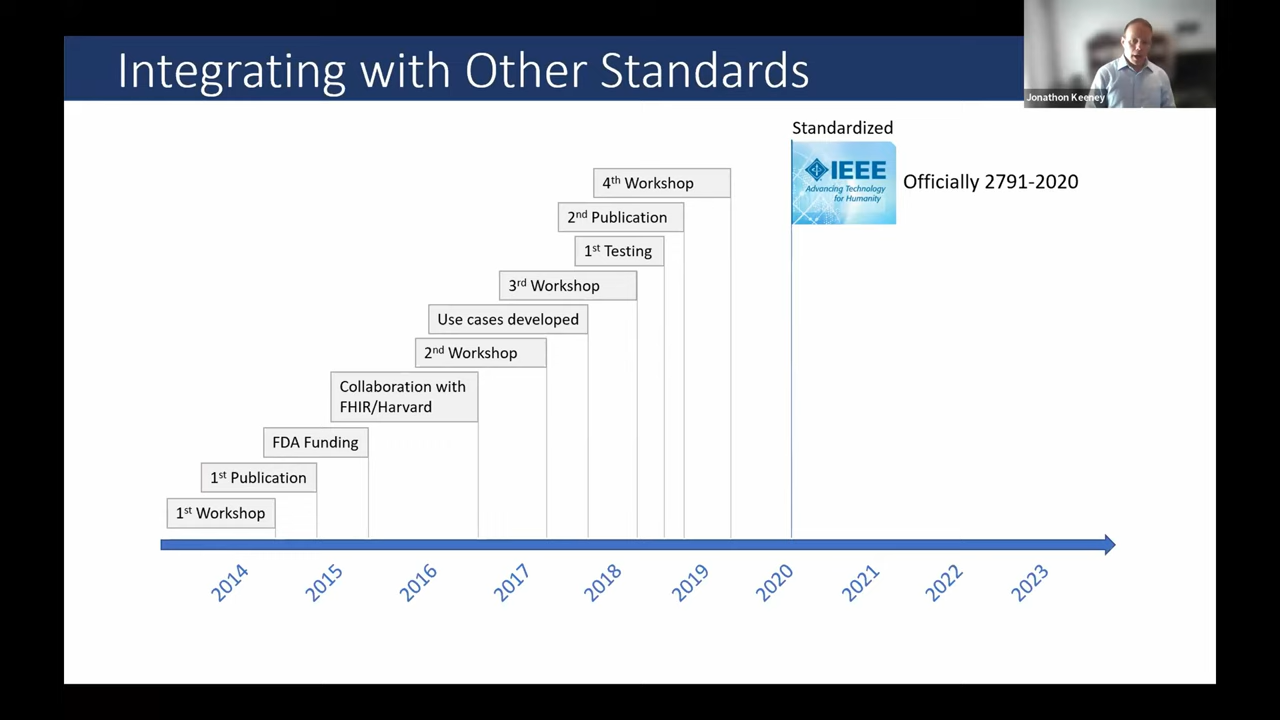 Integrating with Other Standards
Jonathon Keeney
Standardized
IEEE
Advancing Technology
for Humanity
Officially 2791-2020
4th Workshop
2nd Publication
1st Testing
3rd Workshop
Use cases developed
2nd Workshop
Collaboration with
FHIR/Harvard
FDA Funding
1st Publication
1st Workshop
2014
2015
2016
2017
2018
2019
2020
2021
2022
2023